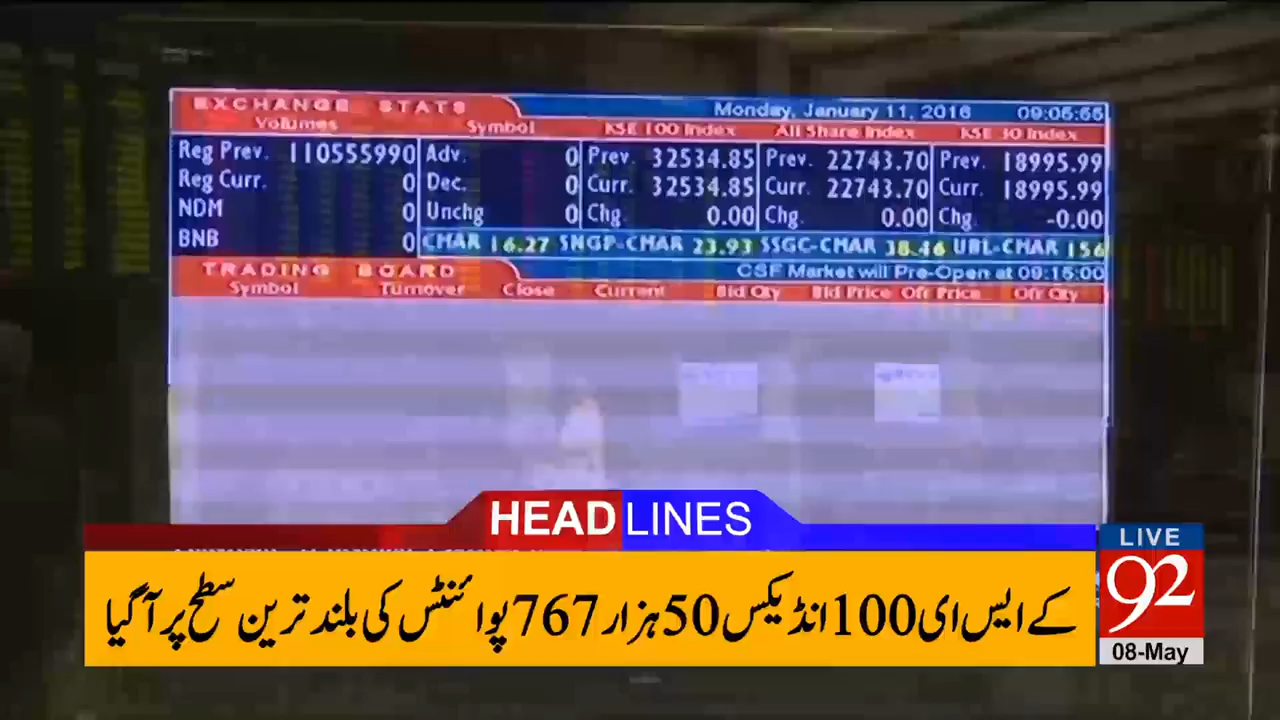 EXCHANGE STATS Monday, January 11, 2016 09:05:55
Volumes Symbol KSE 100 Index All Share Index KSE 30 Index
Reg Prev. 110555990 Adv. 0 Prev. 32534.85 Prev. 22743.70 Prev. 18995.99
Reg Curr. 0 Dec. 0 Curr. 32534.85 Curr. 22743.70 Curr. 18995.99
NDM 0 Unchg 0 Chg. 0.00 Chg. 0.00 Chg -0.00
BNB 0 CHAR 16.27 SNGP-CHAR 23.93 SSGC-CHAR 38.46 UBL-CHAR 156
TRADING BOARD CSF Market will Pre-Open at 09:15:00
Symbol Turnover Close Current Bid Qty Bid Price Ofr Price Ofr Qty
HEADLINES
LIVE
کے ایس ای 100 انڈیکس 50 ہزار 767 پوائنٹس کی بلند ترین سطح پر آگیا
92
08-May